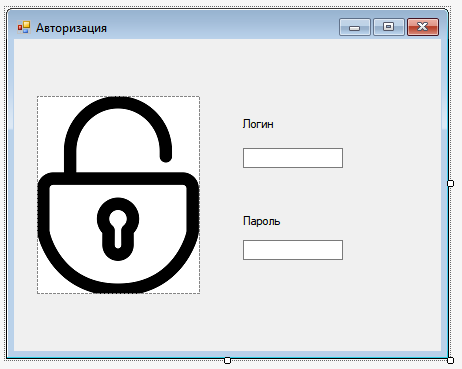 Авторизация
Логин
Пароль